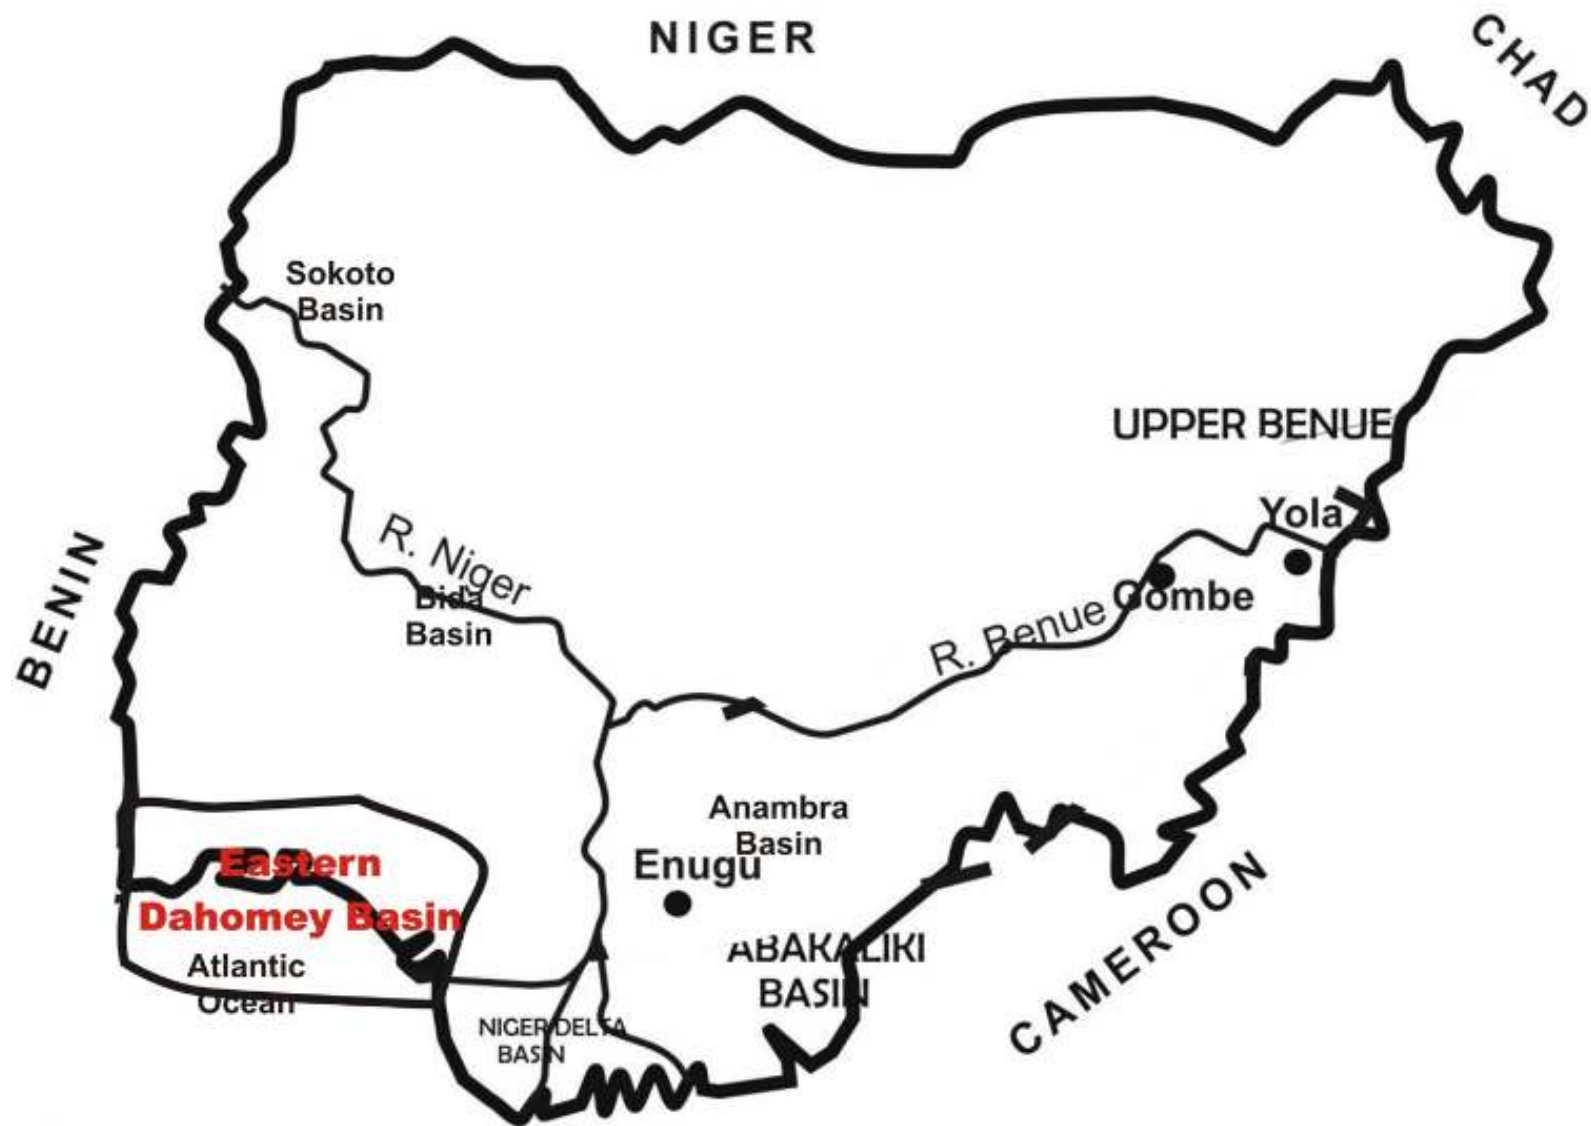 NIGER
CHAD
Sokoto
Basin
UPPER BENUE
Yola
R. Niger
BENIN
Bida
Basin
Gombe
R. Benue
Anambra
Basin
Enugu
Eastern
Dahomey Basin
ABAKALIKI
BASIN
Atlantic
Ocean
CAMEROON
NIGER DELTA
BASIN